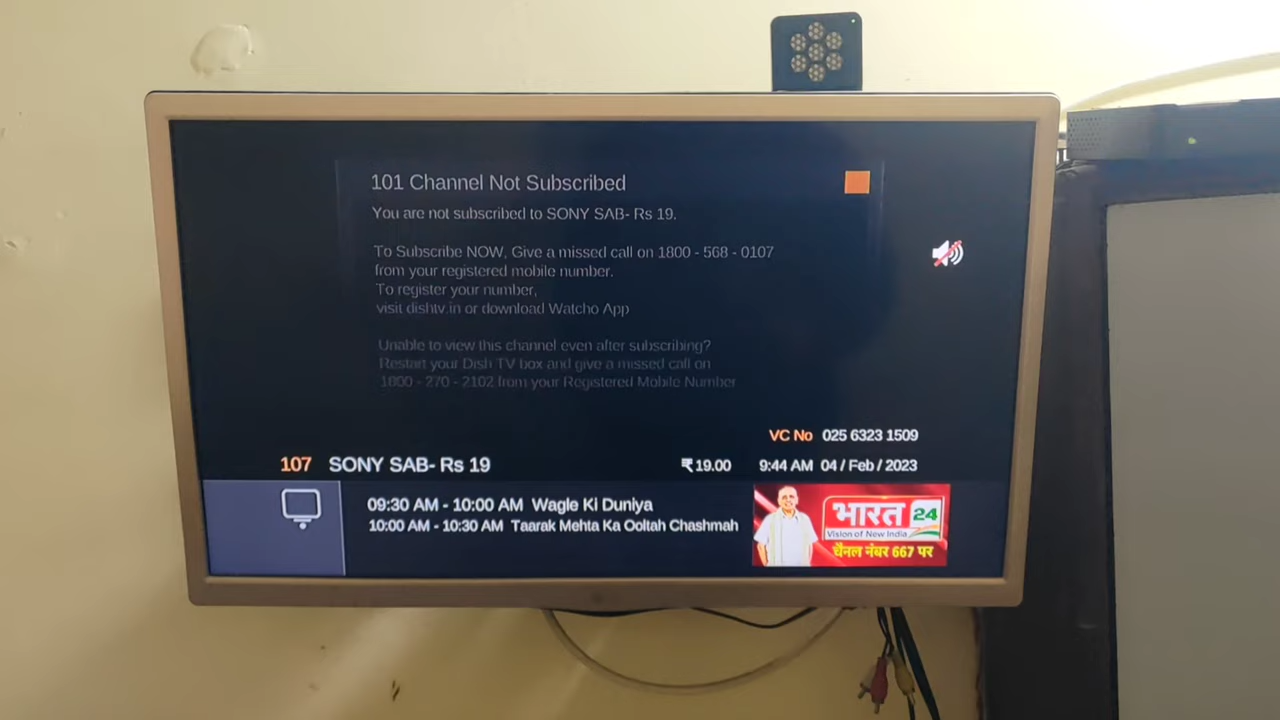 101 Channel Not Subscribed
You are not subscribed to SONY SAB- Rs 19.
To Subscribe NOW, Give a missed call on 1800 - 568 - 0107
from your registered mobile number.
To register your number,
visit dishtv.in or download Watcho App
Unable to view this channel even after subscribing?
Restart your Dish TV box and give a missed call on
1800 - 270 - 2102 from your Registered Mobile Number
VC No 025 6323 1509
107 SONY SAB- Rs 19 ₹19.00 9:44 AM 04 / Feb / 2023
09:30 AM - 10:00 AM Wagle Ki Duniya
10:00 AM - 10:30 AM Taarak Mehta Ka Ooltah Chashmah
भारत 24
Vision of New India
चैनल नंबर 667 पर